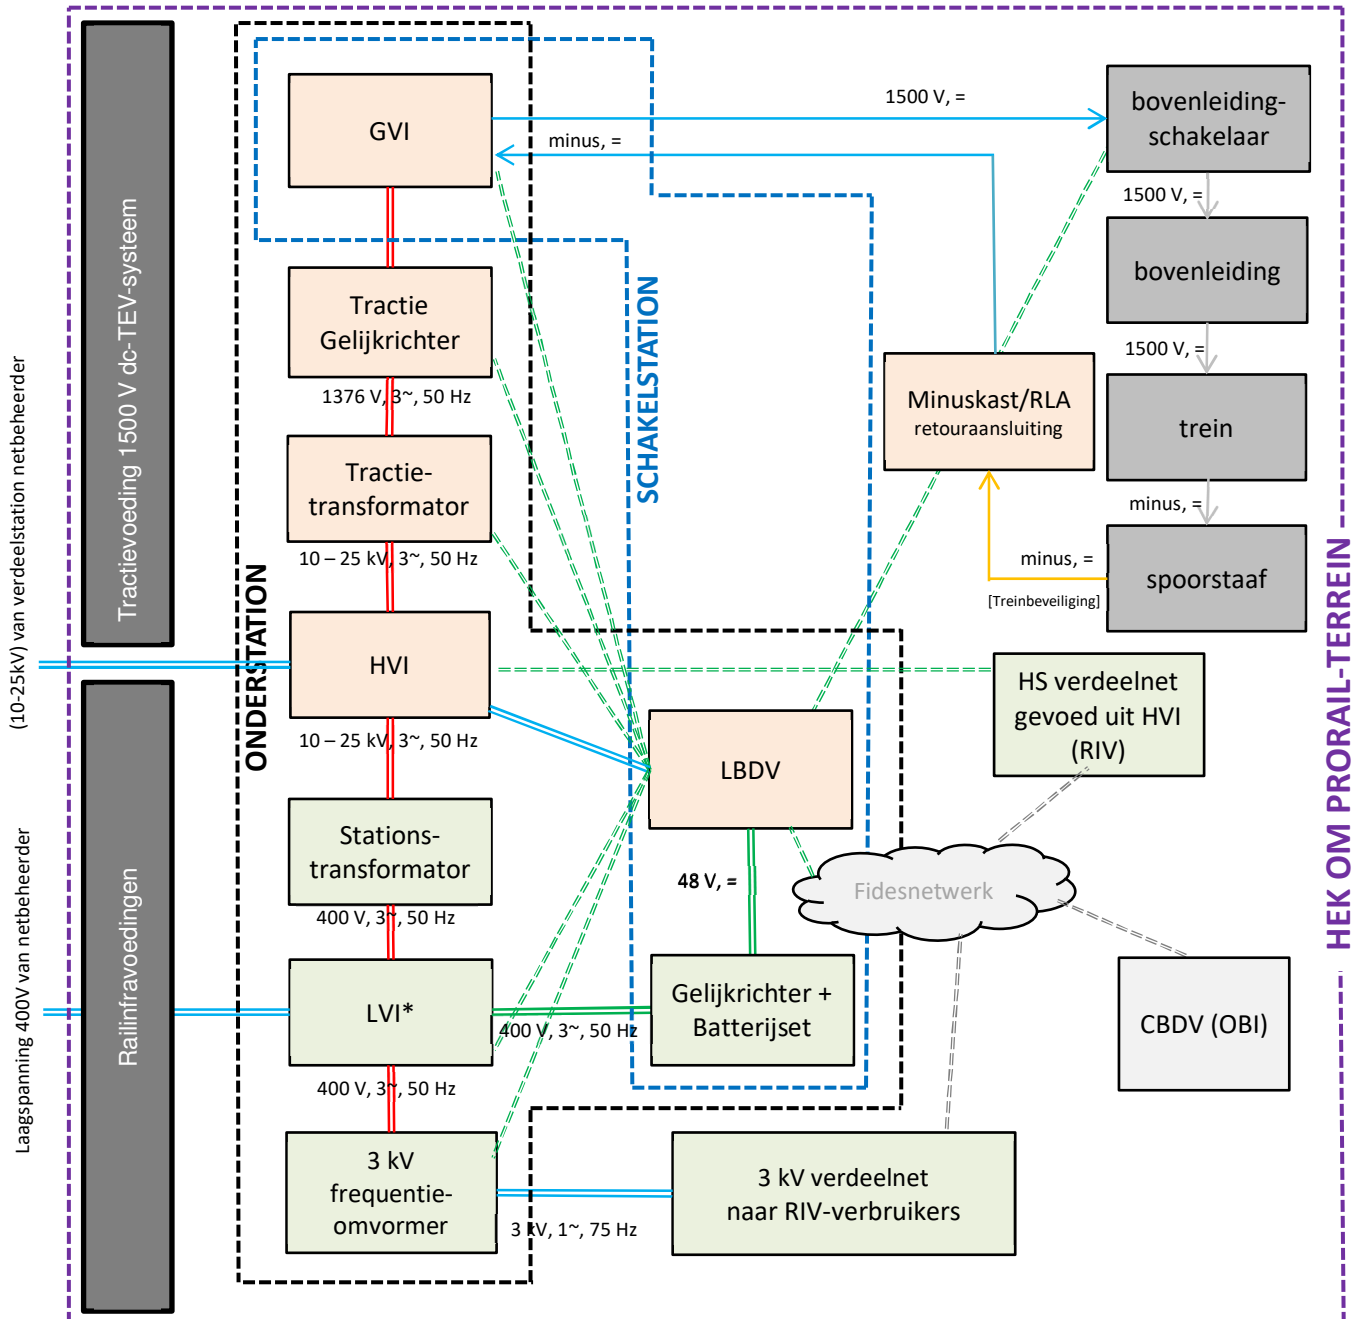 Tractievoeding 1500 V dc-TEV-systeem
Railinfravoedingen
(10-25kV) van verdeelstation netbeheerder
Laagspanning 400V van netbeheerder
ONDERSTATION
SCHAKELSTATION
HEK OM PRORAIL-TERREIN
GVI
1500 V, =
minus, =
bovenleiding-
schakelaar
1500 V, =
bovenleiding
1500 V, =
trein
minus, =
spoorstaaf
minus, =
[Treinbeveiliging]
Minuskast/RLA
retouraansluiting
Tractie
Gelijkrichter
1376 V, 3~, 50 Hz
Tractie-
transformator
10 – 25 kV, 3~, 50 Hz
HVI
10 – 25 kV, 3~, 50 Hz
HS verdeelnet
gevoed uit HVI
(RIV)
LBDV
Stations-
transformator
400 V, 3~, 50 Hz
48 V, =
Fidesnetwerk
LVI*
400 V, 3~, 50 Hz
Gelijkrichter +
Batterijset
CBDV (OBI)
400 V, 3~, 50 Hz
3 kV
frequentie-
omvormer
3 kV, 1~, 75 Hz
3 kV verdeelnet
naar RIV-verbruikers